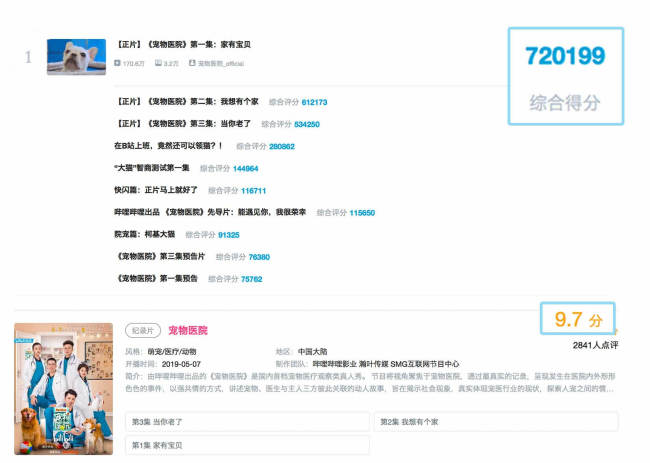 1
【正片】《宠物医院》第一集：家有宝贝
170.6万 3.2万 宠物医院_official
720199
综合得分
【正片】《宠物医院》第二集：我想有个家 综合评分 612173
【正片】《宠物医院》第三集：当你老了 综合评分 534250
在B站上班，竟然还可以领猫？！ 综合评分 280862
“大猫”智商测试第一集 综合评分 144964
快闪篇：正片马上就好了 综合评分 116711
哔哩哔哩出品 《宠物医院》先导片：能遇见你，我很荣幸 综合评分 115650
院宠篇：柯基大猫 综合评分 91325
《宠物医院》第三集预告片 综合评分 76380
《宠物医院》第一集预告 综合评分 75762
纪录片 宠物医院
9.7 分
2841人点评
风格：萌宠/医疗/动物 地区：中国大陆
开播时间：2019-05-07 制作团队：哔哩哔哩影业 瀚叶传媒 SMG互联网节目中心
简介：由哔哩哔哩出品的《宠物医院》是国内首档宠物医疗观察类真人秀。 节目将视角聚焦于宠物医院，通过最真实的记录，呈现发生在医院内外形形
色色的事件，以强共情的方式，讲述宠物、医生与主人三方彼此关联的动人故事，旨在揭示社会现象，真实体现宠医行业的现状，探索人宠之间的情...
第3集 当你老了 第2集 我想有个家
第1集 家有宝贝